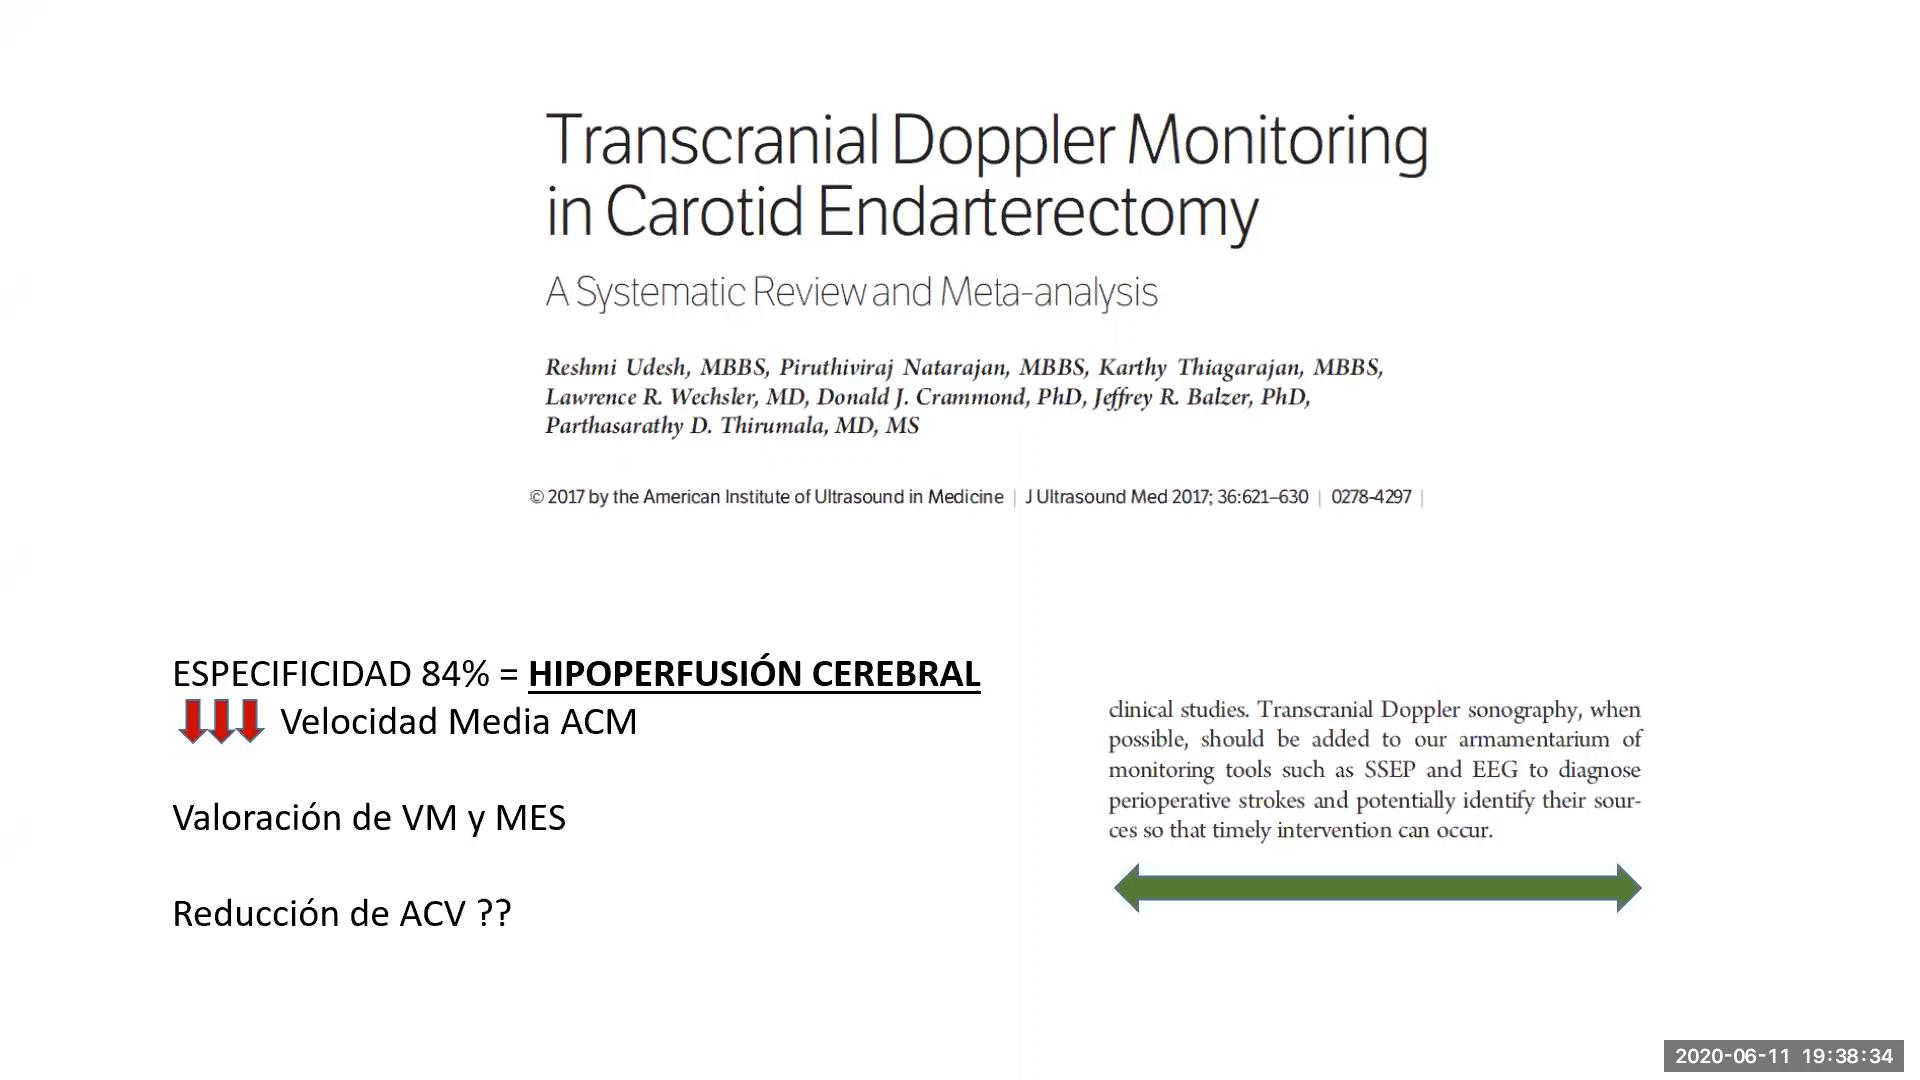 Transcranial Doppler Monitoring
in Carotid Endarterectomy
A Systematic Review and Meta-analysis
Reshmi Udesh, MBBS, Piruthiviraj Natarajan, MBBS, Karthy Thiagarajan, MBBS,
Lawrence R. Wechsler, MD, Donald J. Crammond, PhD, Jeffrey R. Balzer, PhD,
Parthasarathy D. Thirumala, MD, MS
© 2017 by the American Institute of Ultrasound in Medicine | J Ultrasound Med 2017; 36:621–630 | 0278-4297 |
ESPECIFICIDAD 84% = HIPOPERFUSIÓN CEREBRAL
Velocidad Media ACM
Valoración de VM y MES
Reducción de ACV ??
clinical studies. Transcranial Doppler sonography, when
possible, should be added to our armamentarium of
monitoring tools such as SSEP and EEG to diagnose
perioperative strokes and potentially identify their sour-
ces so that timely intervention can occur.
2020-06-11 19:38:34